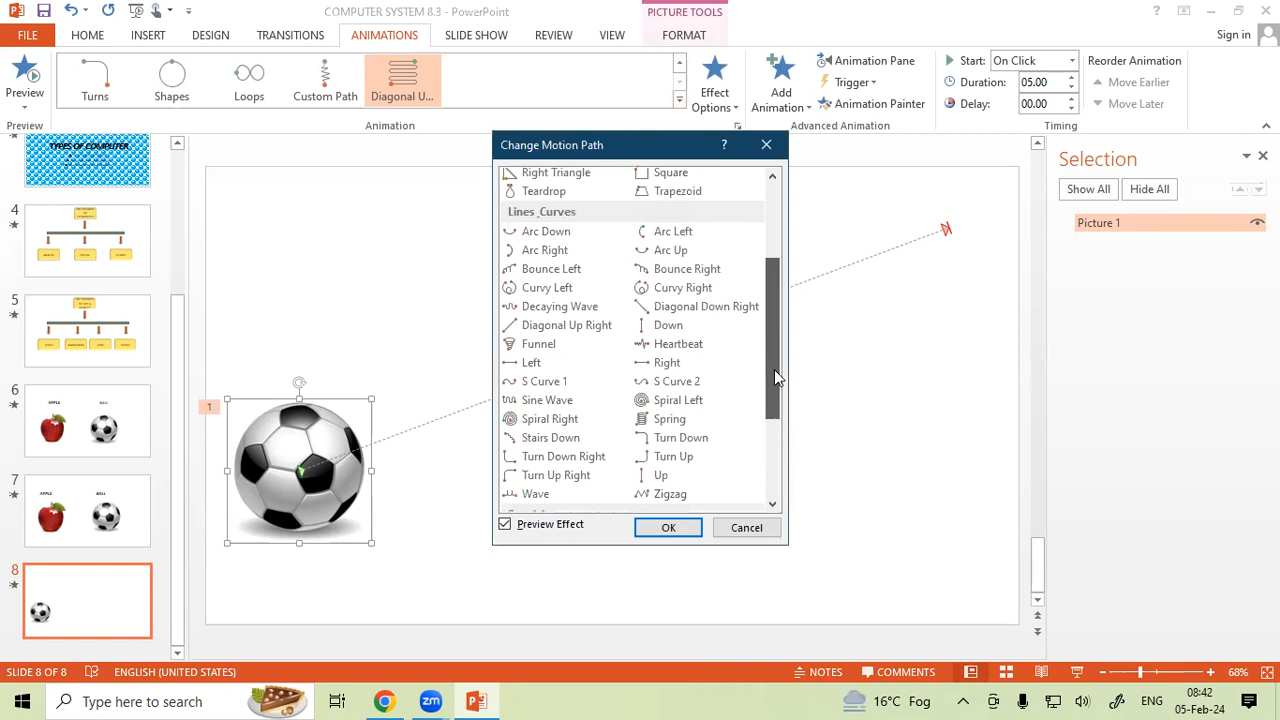 COMPUTER SYSTEM 8.3 - PowerPoint
PICTURE TOOLS
? 
FILE HOME INSERT DESIGN TRANSITIONS ANIMATIONS SLIDE SHOW REVIEW VIEW FORMAT Sign in
Preview
Turns Shapes Loops Custom Path Diagonal U...
Effect Options
Add Animation
Animation Pane
Trigger
Animation Painter
Start: On Click
Duration: 05.00
Delay: 00.00
Reorder Animation
Move Earlier
Move Later
Preview Animation Advanced Animation Timing
Change Motion Path ?
Right Triangle Square
Teardrop Trapezoid
Lines_Curves
Arc Down Arc Left
Arc Right Arc Up
Bounce Left Bounce Right
Curvy Left Curvy Right
Decaying Wave Diagonal Down Right
Diagonal Up Right Down
Funnel Heartbeat
Left Right
S Curve 1 S Curve 2
Sine Wave Spiral Left
Spiral Right Spring
Stairs Down Turn Down
Turn Down Right Turn Up
Turn Up Right Up
Wave Zigzag
Preview Effect OK Cancel
Selection
Show All Hide All
Picture 1
TYPES OF COMPUTER
4
5
6
APPLE BALL
7
APPLE BALL
8
1
SLIDE 8 OF 8 ENGLISH (UNITED STATES) NOTES COMMENTS 68%
Type here to search
16°C Fog
ENG
08:42
05-Feb-24